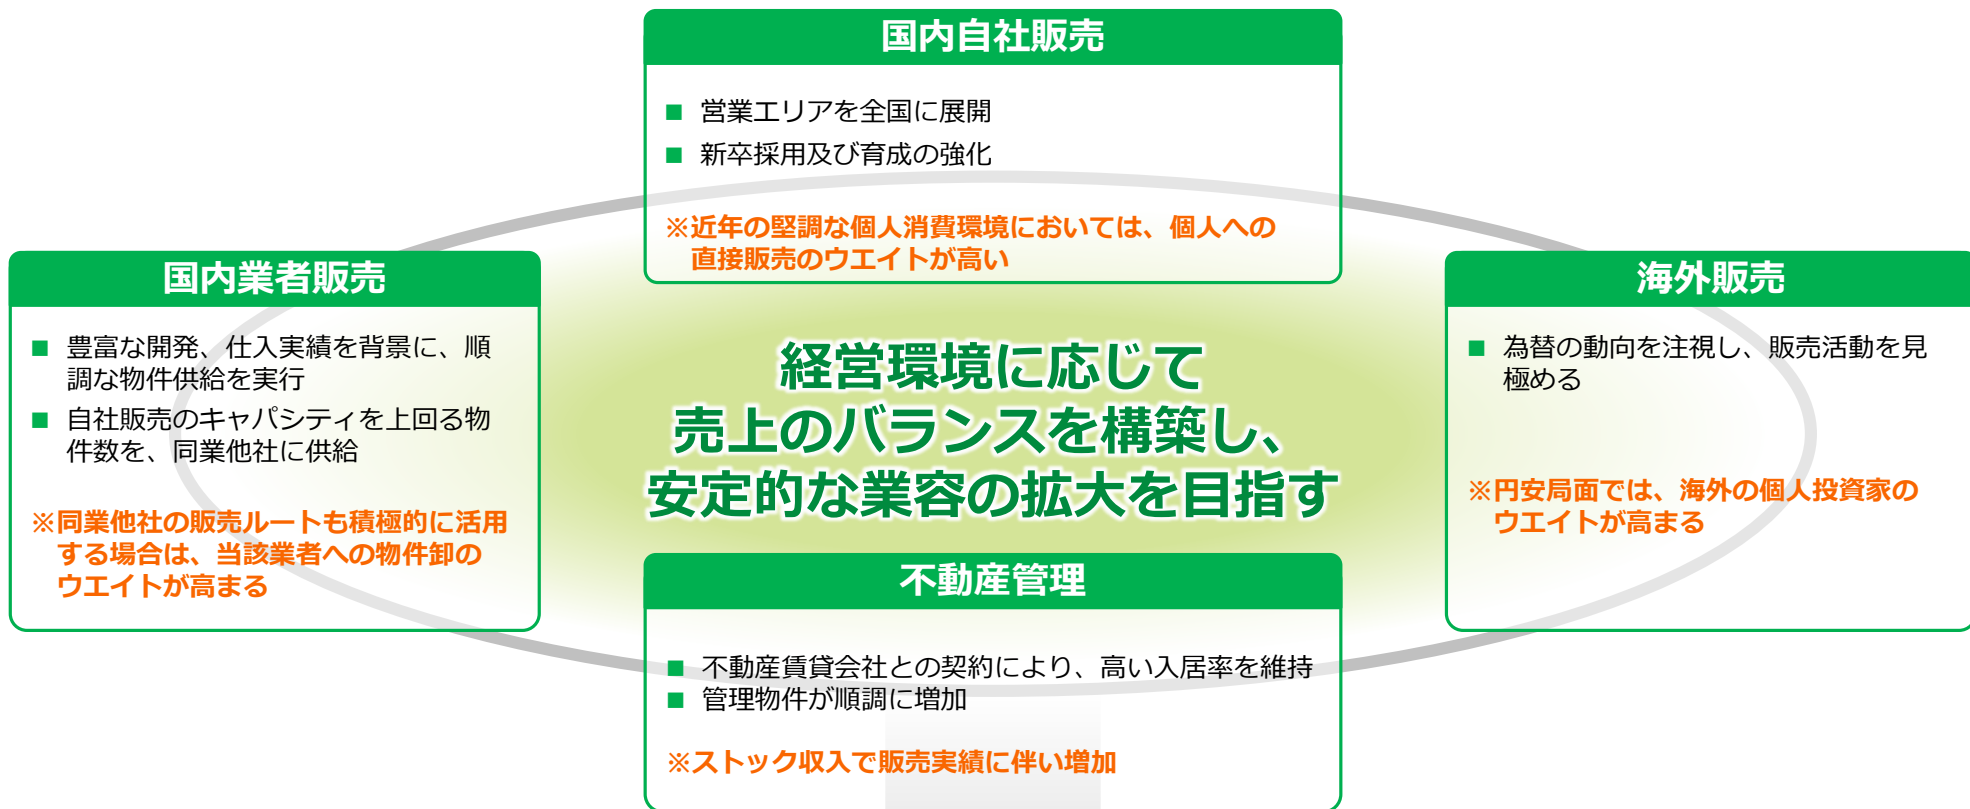 国内自社販売
■ 営業エリアを全国に展開
■ 新卒採用及び育成の強化
※近年の堅調な個人消費環境においては、個人への
直接販売のウエイトが高い
国内業者販売
■ 豊富な開発、仕入実績を背景に、順
調な物件供給を実行
■ 自社販売のキャパシティを上回る物
件数を、同業他社に供給
※同業他社の販売ルートも積極的に活用
する場合は、当該業者への物件卸の
ウエイトが高まる
経営環境に応じて
売上のバランスを構築し、
安定的な業容の拡大を目指す
海外販売
■ 為替の動向を注視し、販売活動を見
極める
※円安局面では、海外の個人投資家の
ウエイトが高まる
不動産管理
■ 不動産賃貸会社との契約により、高い入居率を維持
■ 管理物件が順調に増加
※ストック収入で販売実績に伴い増加